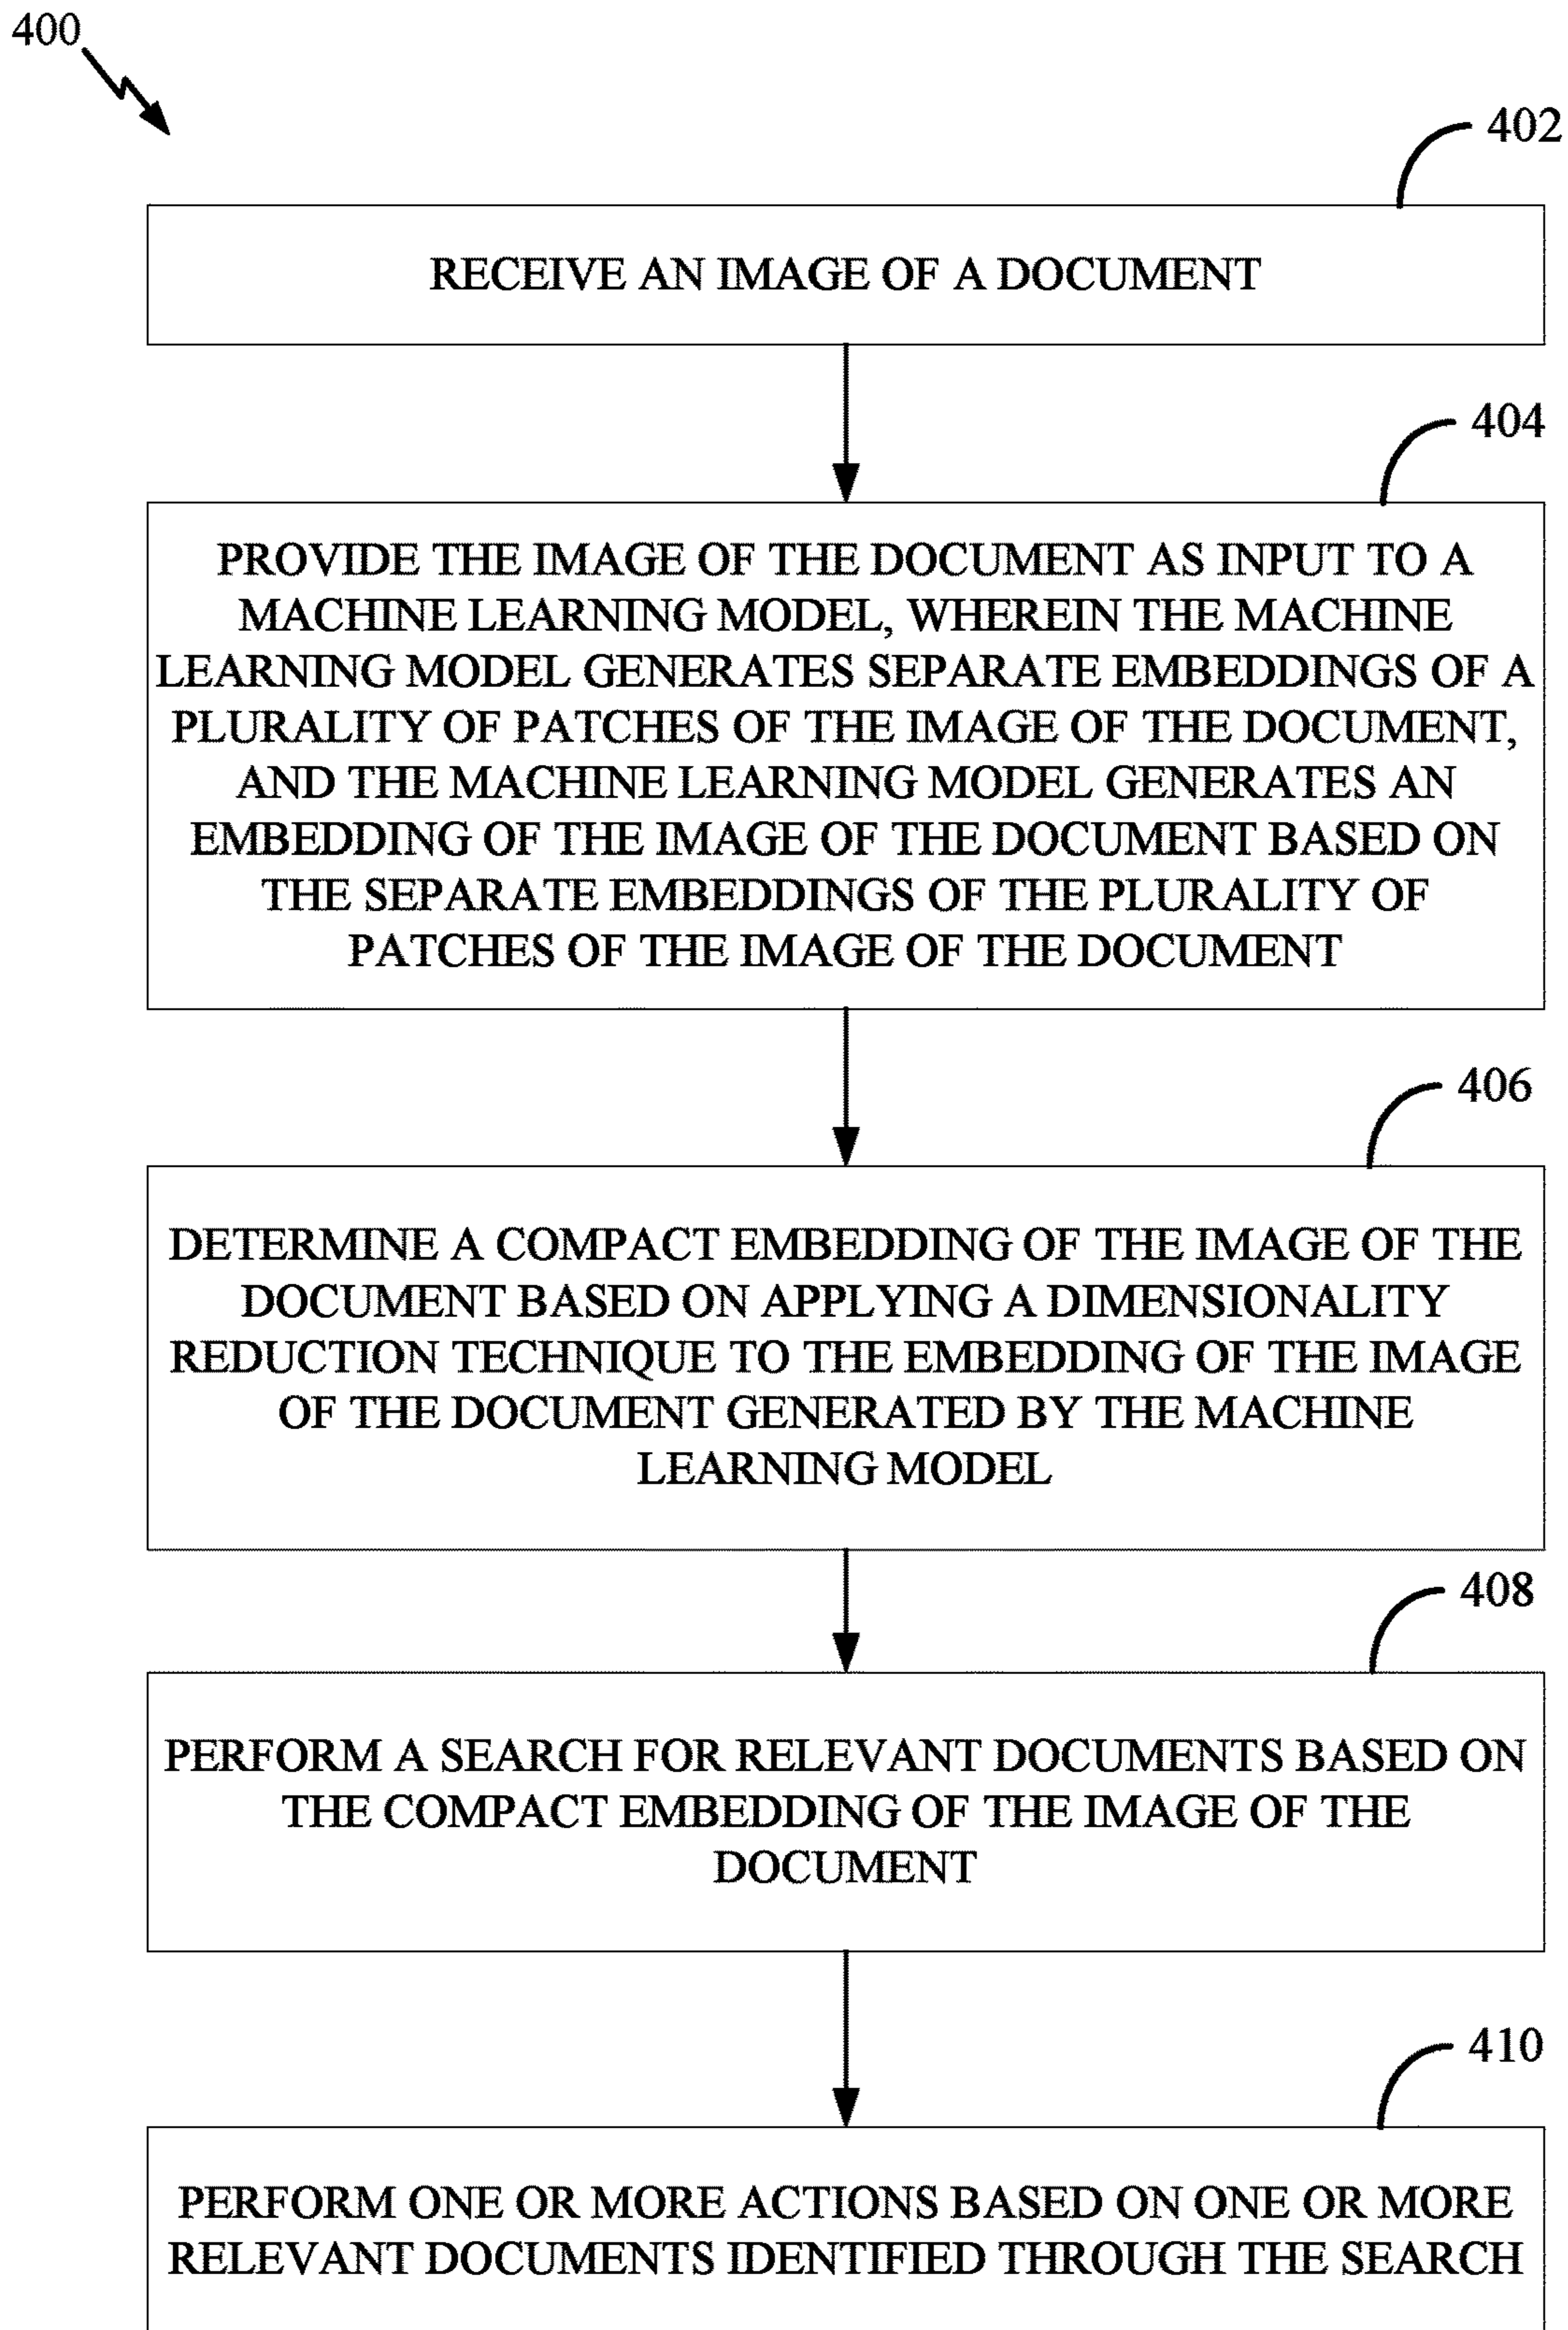 400
402
RECEIVE AN IMAGE OF A DOCUMENT
404
PROVIDE THE IMAGE OF THE DOCUMENT AS INPUT TO A
MACHINE LEARNING MODEL, WHEREIN THE MACHINE
LEARNING MODEL GENERATES SEPARATE EMBEDDINGS OF A
PLURALITY OF PATCHES OF THE IMAGE OF THE DOCUMENT,
AND THE MACHINE LEARNING MODEL GENERATES AN
EMBEDDING OF THE IMAGE OF THE DOCUMENT BASED ON
THE SEPARATE EMBEDDINGS OF THE PLURALITY OF
PATCHES OF THE IMAGE OF THE DOCUMENT
406
DETERMINE A COMPACT EMBEDDING OF THE IMAGE OF THE
DOCUMENT BASED ON APPLYING A DIMENSIONALITY
REDUCTION TECHNIQUE TO THE EMBEDDING OF THE IMAGE
OF THE DOCUMENT GENERATED BY THE MACHINE
LEARNING MODEL
408
PERFORM A SEARCH FOR RELEVANT DOCUMENTS BASED ON
THE COMPACT EMBEDDING OF THE IMAGE OF THE
DOCUMENT
410
PERFORM ONE OR MORE ACTIONS BASED ON ONE OR MORE
RELEVANT DOCUMENTS IDENTIFIED THROUGH THE SEARCH